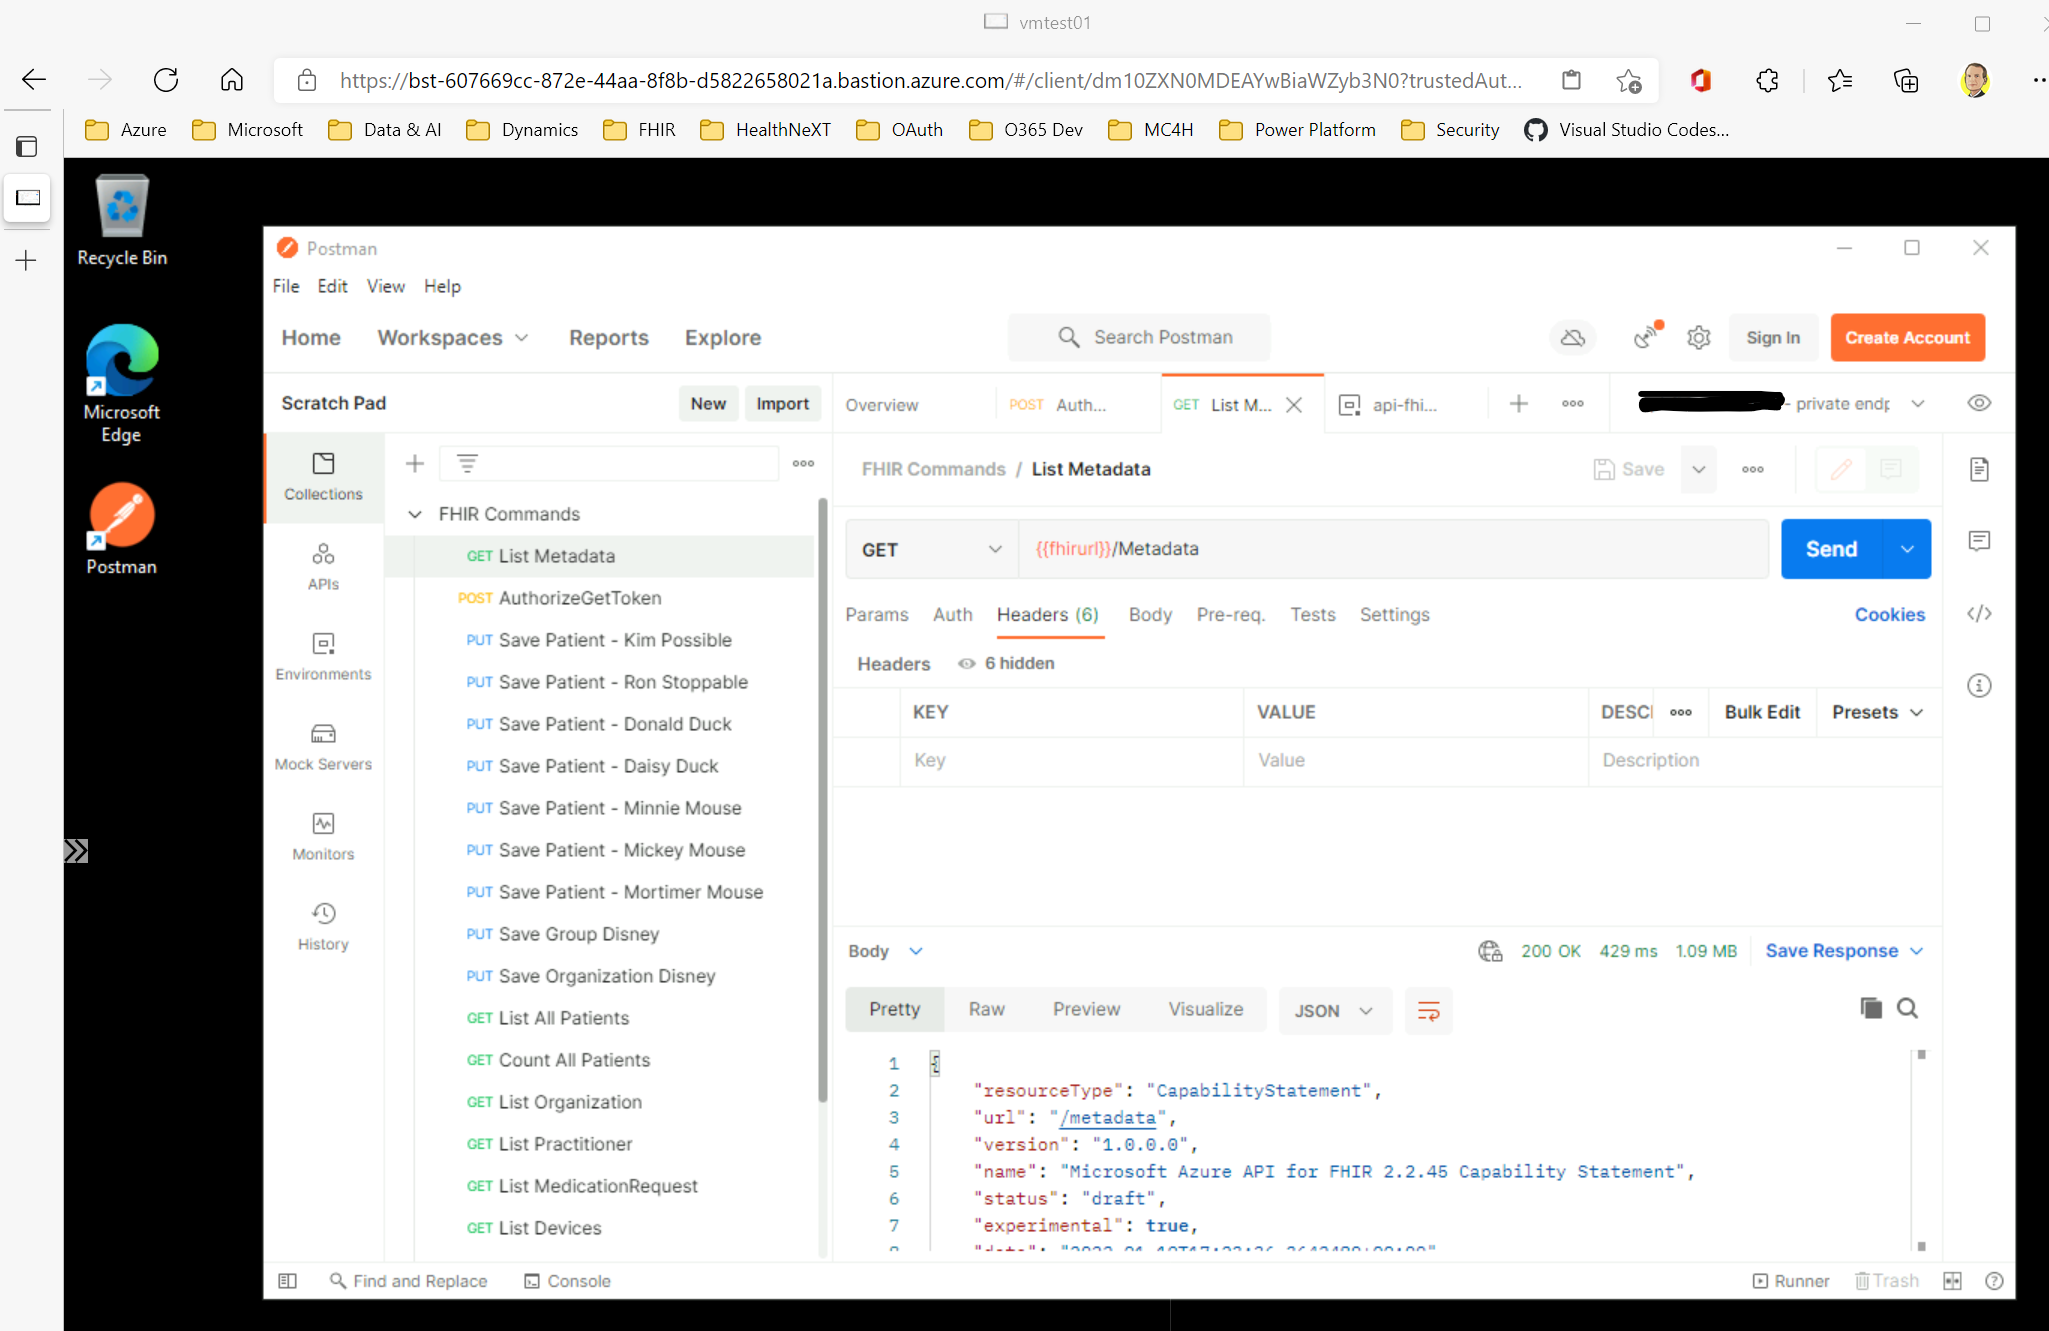 vmtest01
https://bst-607669cc-872e-44aa-8f8b-d5822658021a.bastion.azure.com/#/client/dm10ZXN0MDEAYwBiaWZyb3N0?trustedAut...
Azure Microsoft Data & AI Dynamics FHIR HealthNeXT OAuth O365 Dev MC4H Power Platform Security Visual Studio Codes...
Recycle Bin
Microsoft
Edge
Postman
Postman
File Edit View Help
Home Workspaces Reports Explore Search Postman Sign In Create Account
Scratch Pad New Import Overview POST Auth... GET List M... api-fhi... - private endp
Collections
APIs
Environments
Mock Servers
Monitors
History
FHIR Commands
GET List Metadata
POST AuthorizeGetToken
PUT Save Patient - Kim Possible
PUT Save Patient - Ron Stoppable
PUT Save Patient - Donald Duck
PUT Save Patient - Daisy Duck
PUT Save Patient - Minnie Mouse
PUT Save Patient - Mickey Mouse
PUT Save Patient - Mortimer Mouse
PUT Save Group Disney
PUT Save Organization Disney
GET List All Patients
GET Count All Patients
GET List Organization
GET List Practitioner
GET List MedicationRequest
GET List Devices
FHIR Commands / List Metadata Save
GET {{fhirurl}}/Metadata Send
Params Auth Headers (6) Body Pre-req. Tests Settings Cookies
Headers 6 hidden
KEY VALUE DESCI Bulk Edit Presets
Key Value Description
Body 200 OK 429 ms 1.09 MB Save Response
Pretty Raw Preview Visualize JSON
1 {
2 "resourceType": "CapabilityStatement",
3 "url": "/metadata",
4 "version": "1.0.0.0",
5 "name": "Microsoft Azure API for FHIR 2.2.45 Capability Statement",
6 "status": "draft",
7 "experimental": true,
Find and Replace Console Runner Trash